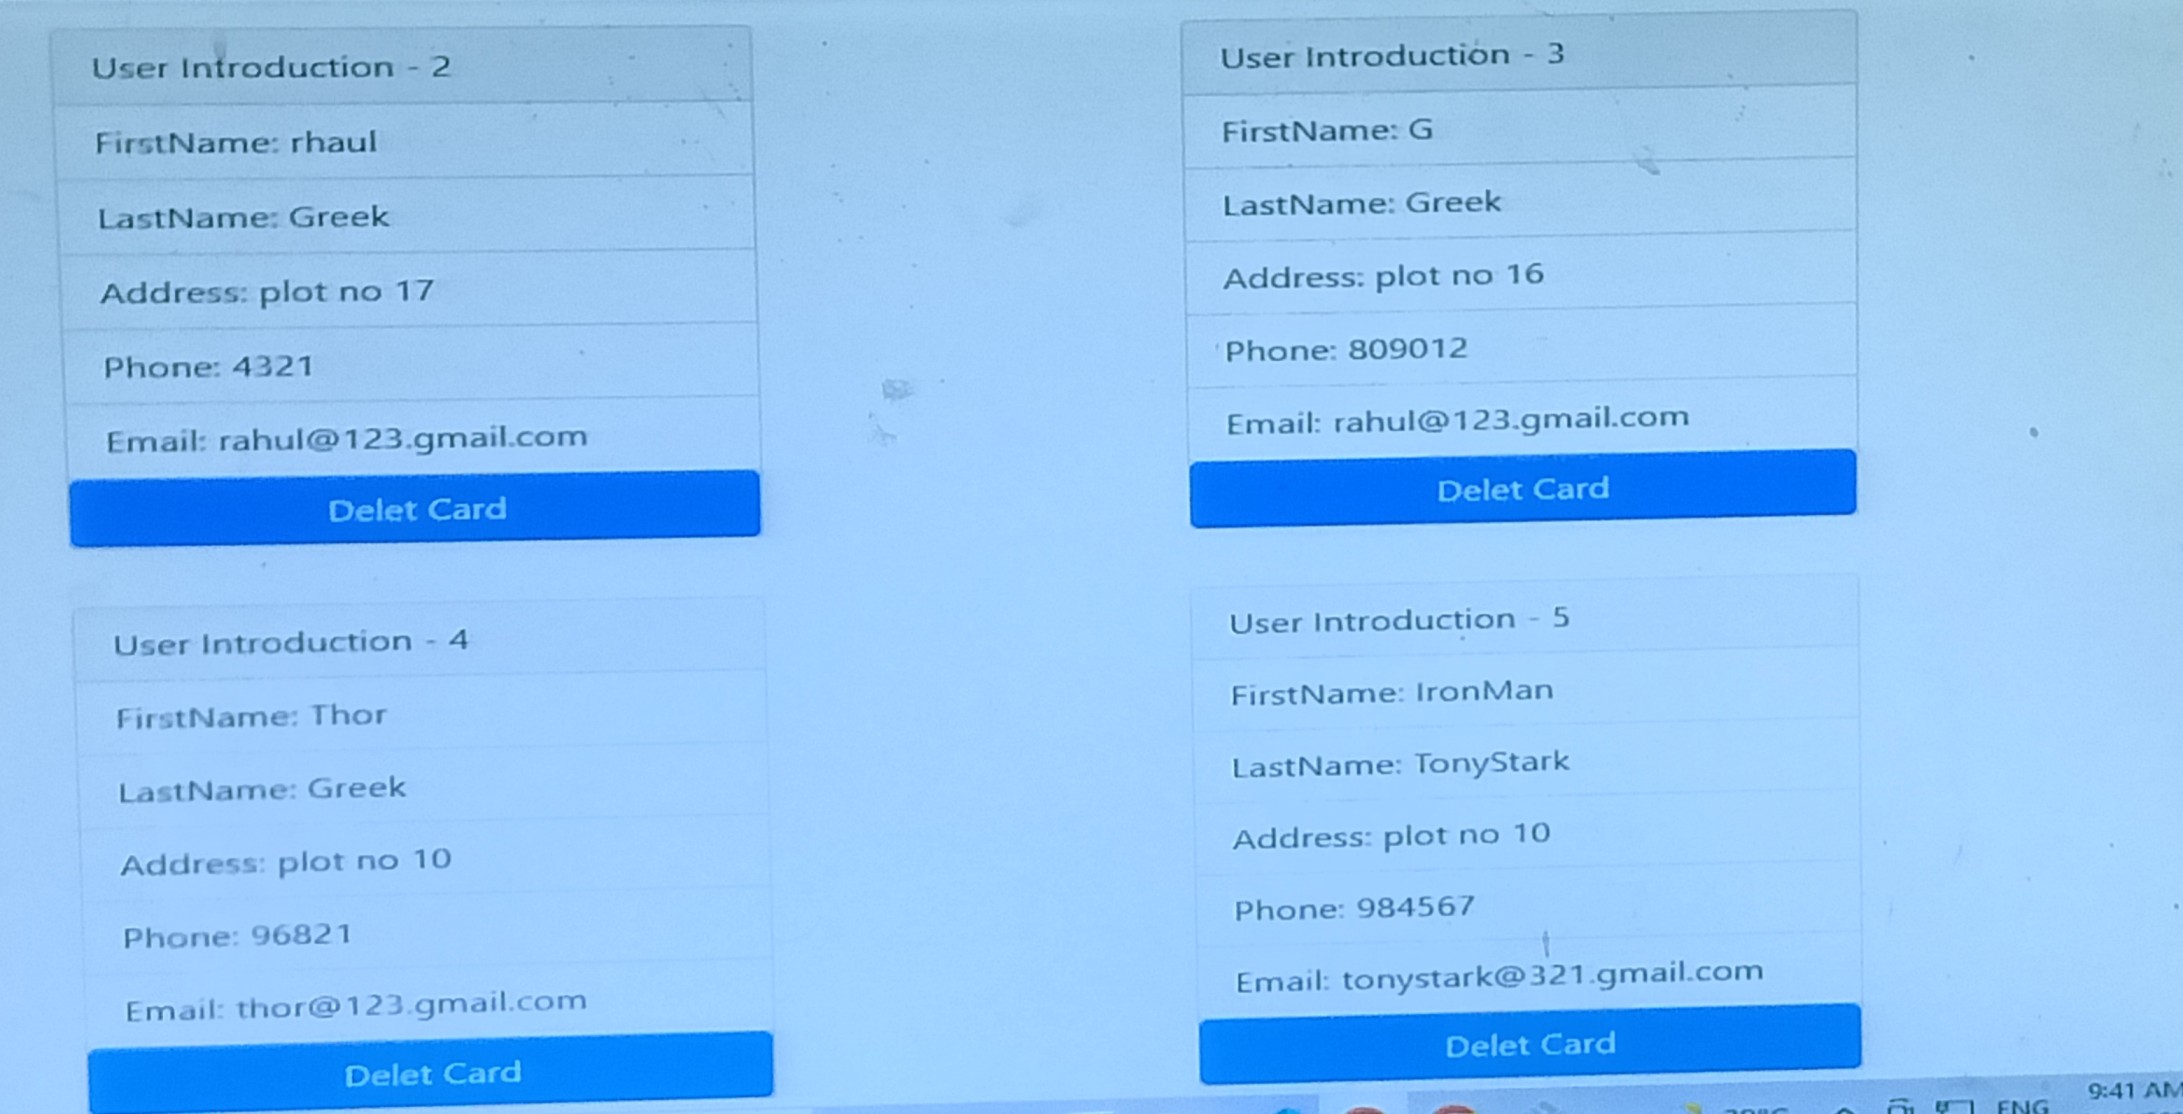 User Introduction - 2
FirstName: rhaul
LastName: Greek
Address: plot no 17
Phone: 4321
Email: rahul@123.gmail.com
Delet Card
User Introduction - 3
FirstName: G
LastName: Greek
Address: plot no 16
Phone: 809012
Email: rahul@123.gmail.com
Delet Card
User Introduction - 4
FirstName: Thor
LastName: Greek
Address: plot no 10
Phone: 96821
Email: thor@123.gmail.com
Delet Card
User Introduction - 5
FirstName: IronMan
LastName: TonyStark
Address: plot no 10
Phone: 984567
Email: tonystark@321.gmail.com
Delet Card
ENG
9:41 AM